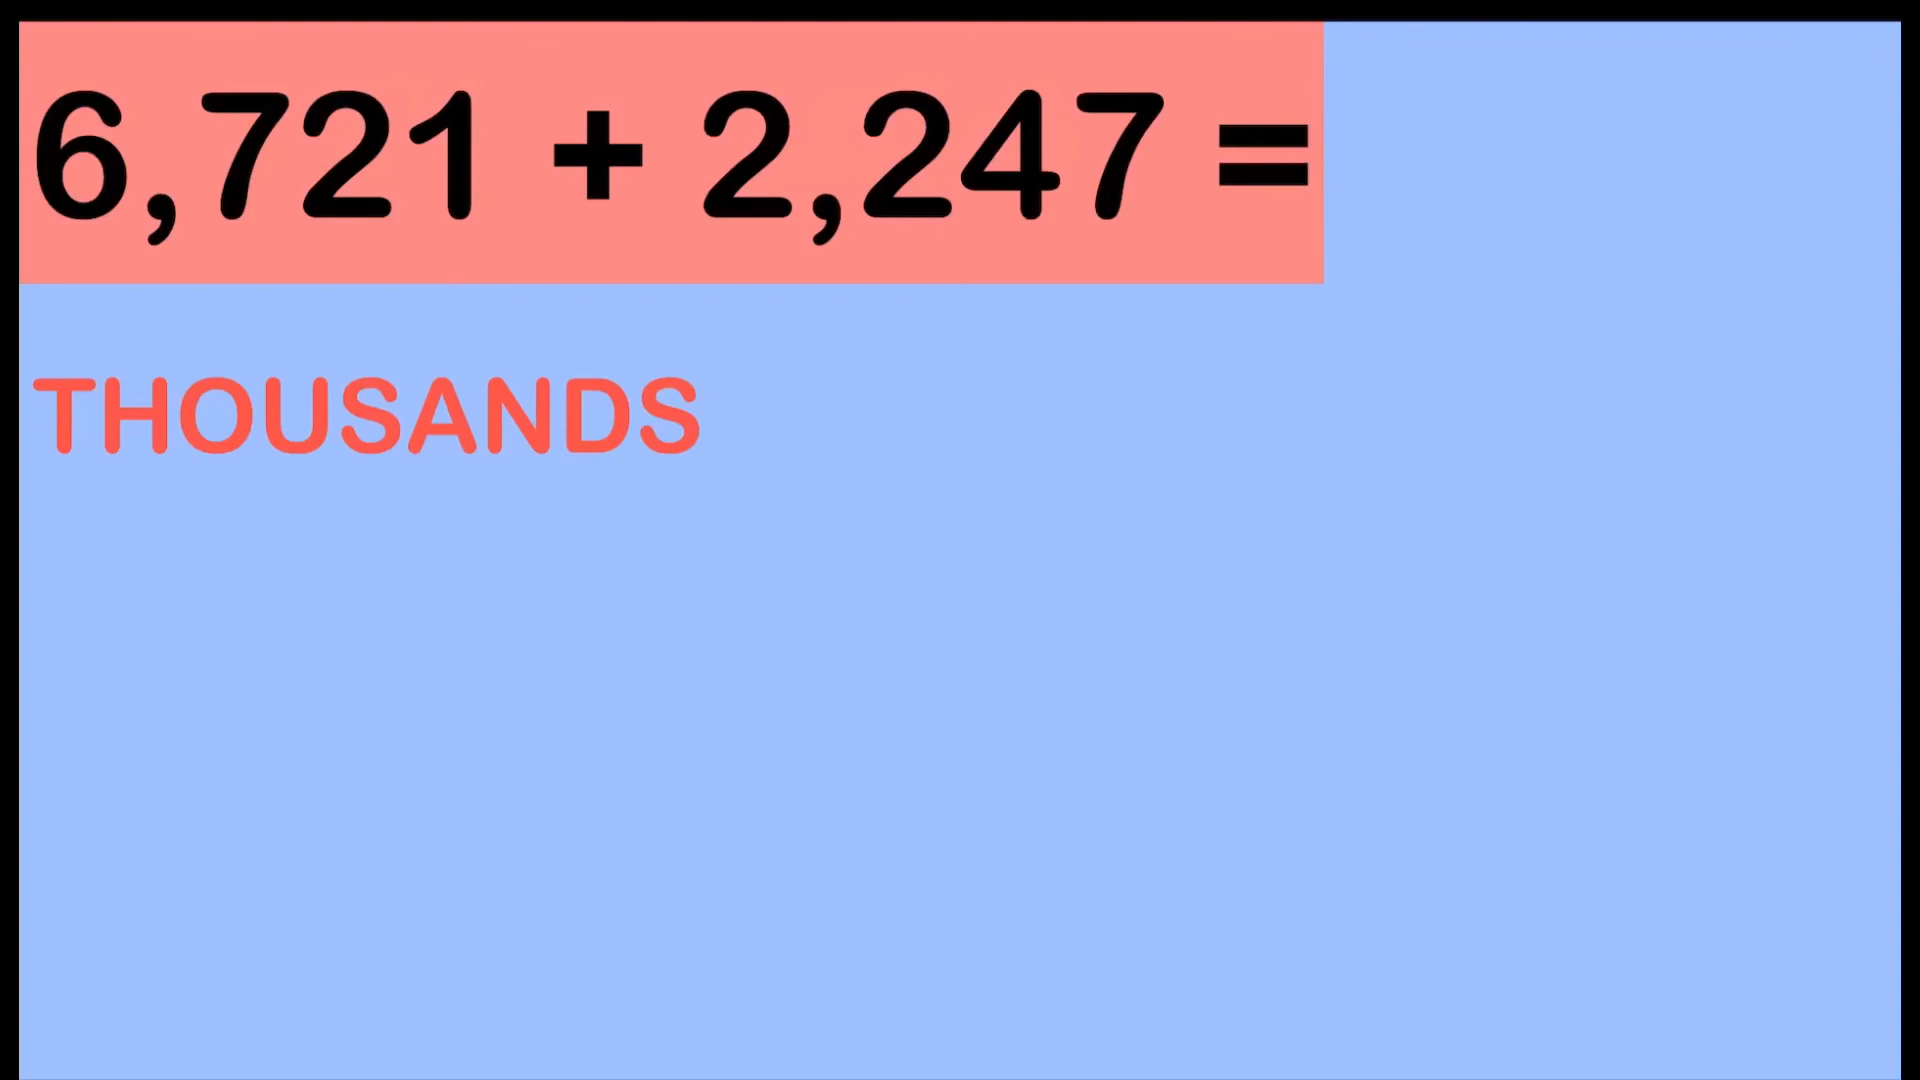 6,721 + 2,247 =
THOUSANDS